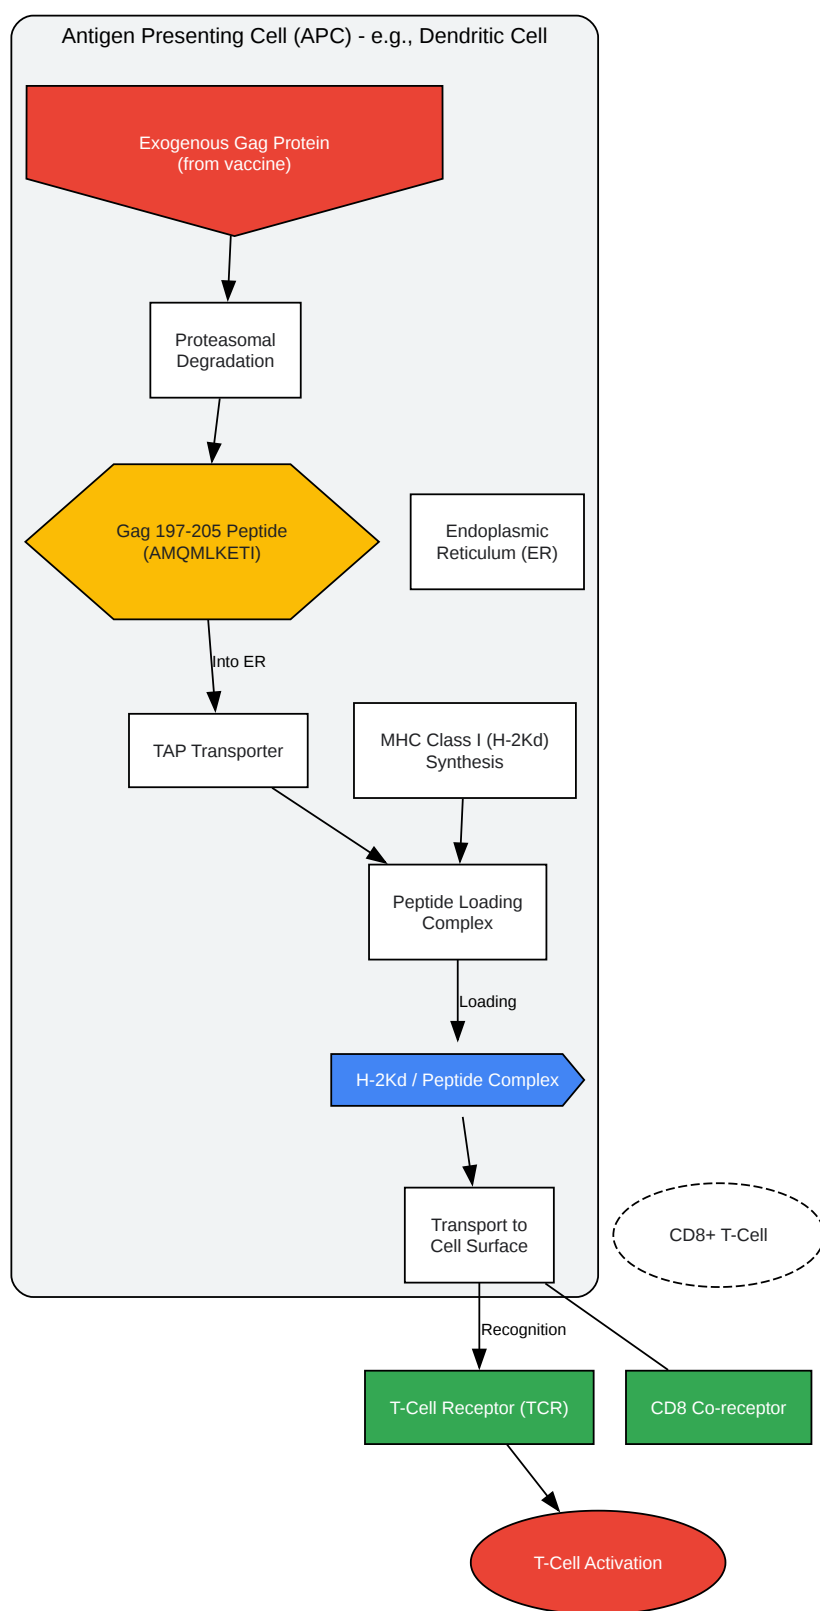 Antigen Presenting Cell (APC) - e.g., Dendritic Cell
Exogenous Gag Protein
(from vaccine)
Proteasomal
Degradation
Gag 197-205 Peptide
(AMQMLKETI)
Endoplasmic
Reticulum (ER)
Into ER
TAP Transporter
MHC Class I (H-2Kd)
Synthesis
Peptide Loading
Complex
Loading
H-2Kd / Peptide Complex
Transport to
Cell Surface
CD8+ T-Cell
Recognition
T-Cell Receptor (TCR)
CD8 Co-receptor
T-Cell Activation